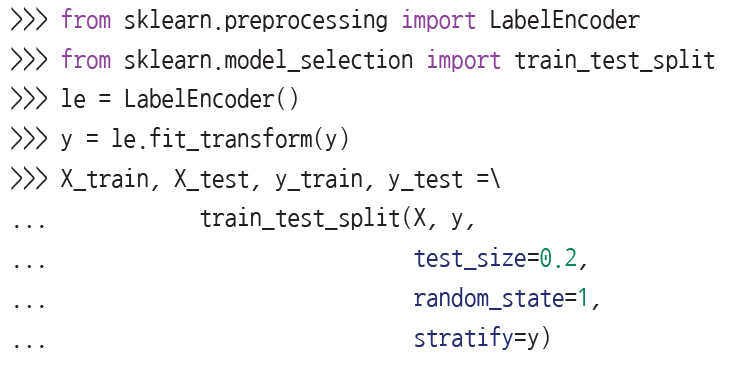 >>> from sklearn.preprocessing import LabelEncoder
>>> from sklearn.model_selection import train_test_split
>>> le = LabelEncoder()
>>> y = le.fit_transform(y)
>>> X_train, X_test, y_train, y_test =\
...            train_test_split(X, y,
...                             test_size=0.2,
...                             random_state=1,
...                             stratify=y)